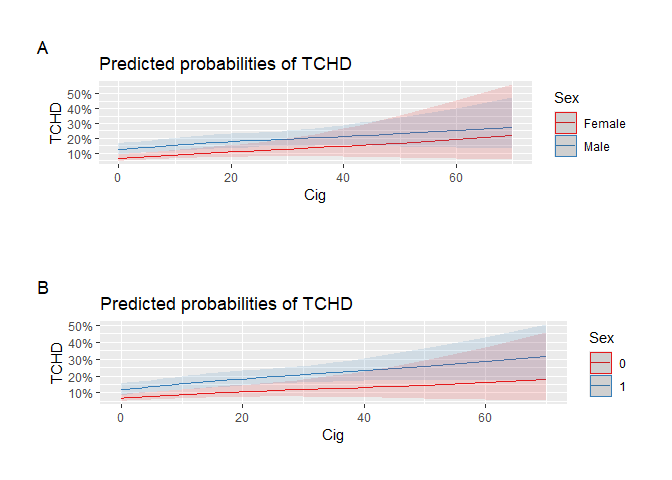 A
Predicted probabilities of TCHD
50%
40%
30%
20%
10%
TCHD
0
20
40
60
Cig
Sex
Female
Male
B
Predicted probabilities of TCHD
50%
40%
30%
20%
10%
TCHD
0
20
40
60
Cig
Sex
0
1